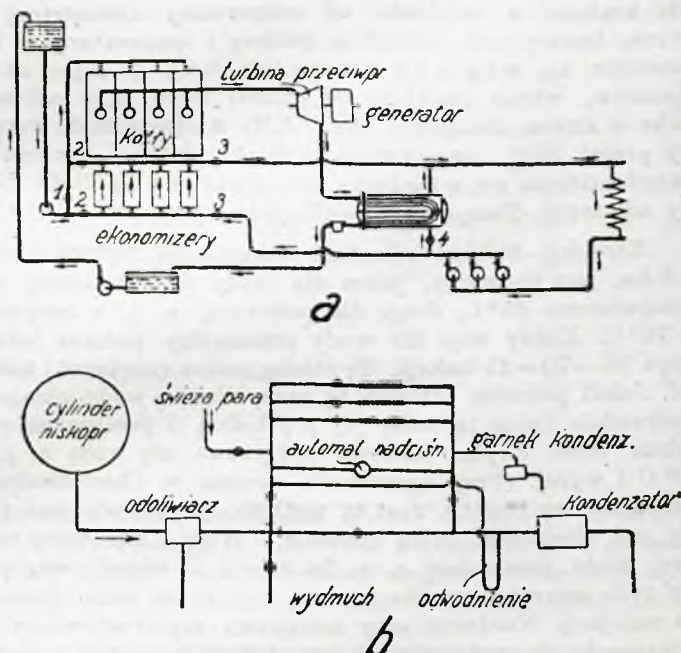 turbina przeciwpr
generator
kotły
2 3
1
2 3
4
ekonomizery
a
cylinder
niskopr
świeża para
automat nadciśn.
garnek kondenz.
odoliwiacz
Kondenzator
wydmuch
odwodnienie
b